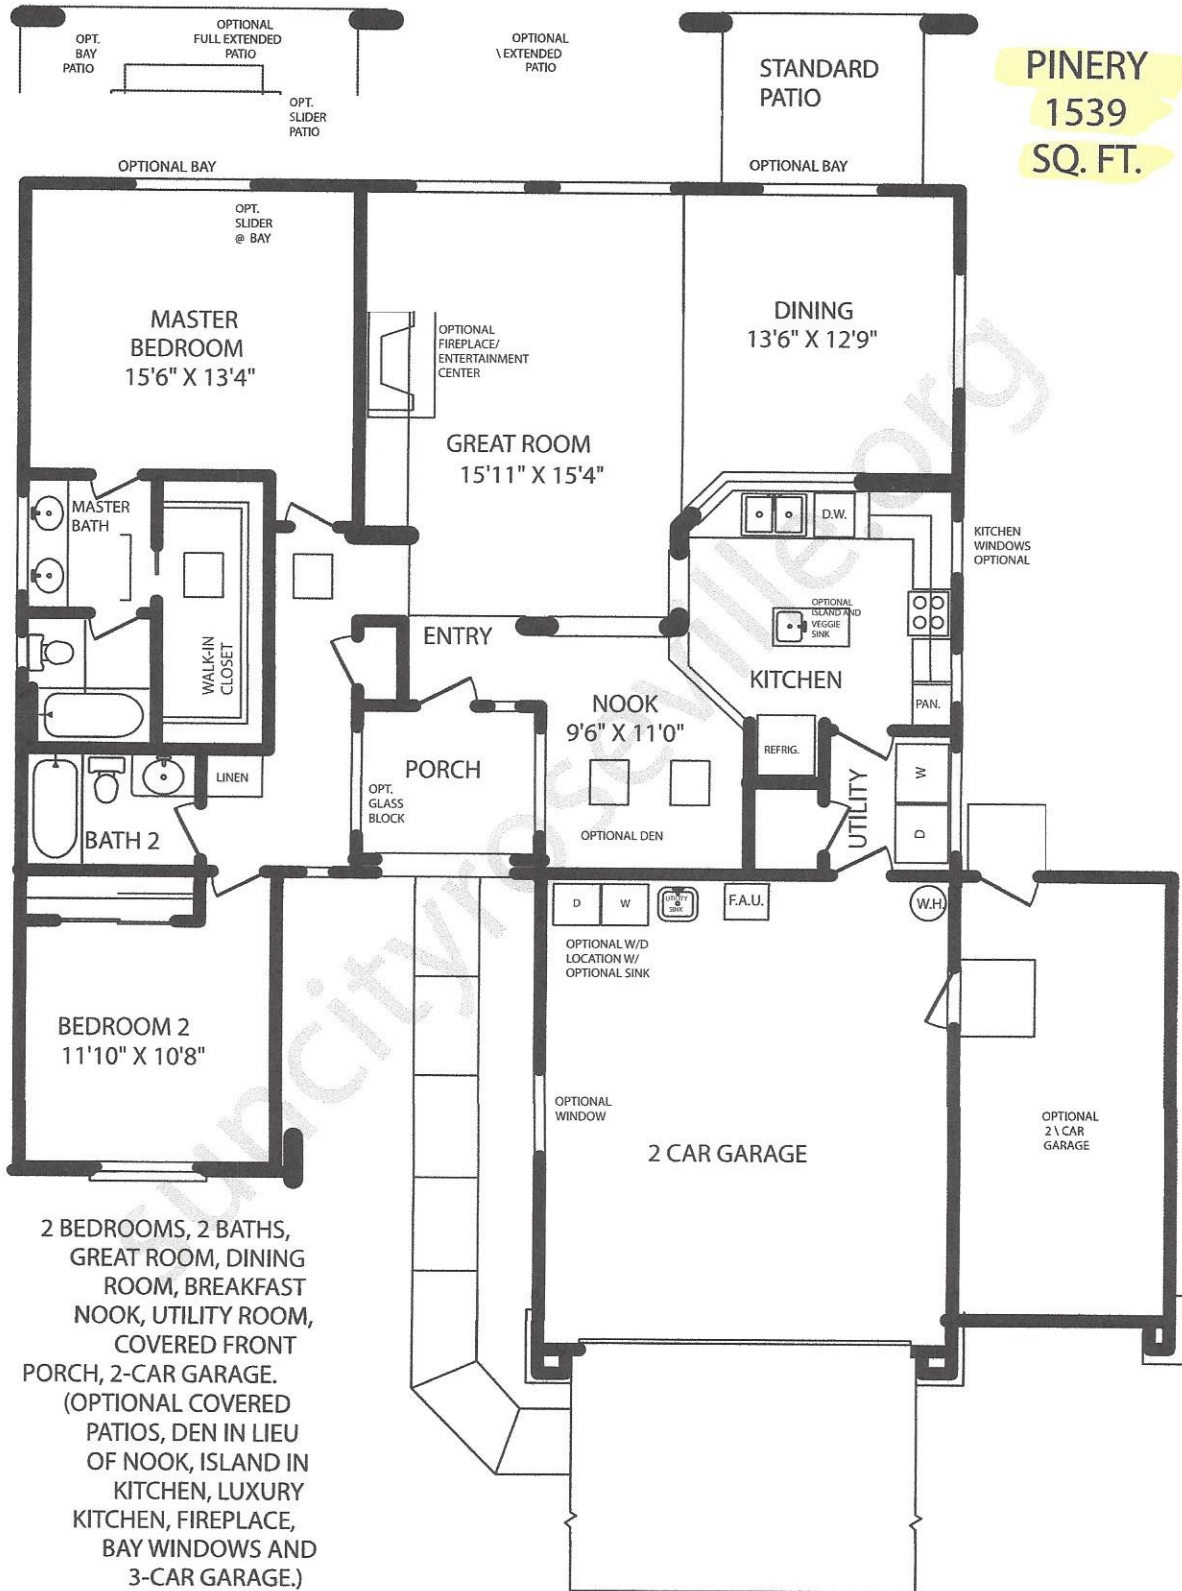 OPT.
BAY
PATIO
OPTIONAL
FULL EXTENDED
PATIO
OPT.
SLIDER
PATIO
OPTIONAL
\ EXTENDED
PATIO
STANDARD
PATIO
PINERY
1539
SQ. FT.
OPTIONAL BAY
OPTIONAL BAY
OPT.
SLIDER
@ BAY
MASTER
BEDROOM
15'6" X 13'4"
OPTIONAL
FIREPLACE/
ENTERTAINMENT
CENTER
GREAT ROOM
15'11" X 15'4"
DINING
13'6" X 12'9"
MASTER
BATH
WALK-IN
CLOSET
D.W.
KITCHEN
WINDOWS
OPTIONAL
OPTIONAL
ISLAND AND
VEGGIE
SINK
ENTRY
KITCHEN
PAN.
NOOK
9'6" X 11'0"
REFRIG.
PORCH
OPT.
GLASS
BLOCK
LINEN
BATH 2
OPTIONAL DEN
UTILITY
W
D
D
W
UTILITY
SINK
F.A.U.
W.H.
OPTIONAL W/D
LOCATION W/
OPTIONAL SINK
BEDROOM 2
11'10" X 10'8"
OPTIONAL
WINDOW
2 CAR GARAGE
OPTIONAL
2 \ CAR
GARAGE
2 BEDROOMS, 2 BATHS,
GREAT ROOM, DINING
ROOM, BREAKFAST
NOOK, UTILITY ROOM,
COVERED FRONT
PORCH, 2-CAR GARAGE.
(OPTIONAL COVERED
PATIOS, DEN IN LIEU
OF NOOK, ISLAND IN
KITCHEN, LUXURY
KITCHEN, FIREPLACE,
BAY WINDOWS AND
3-CAR GARAGE.)
suncityroseville.org